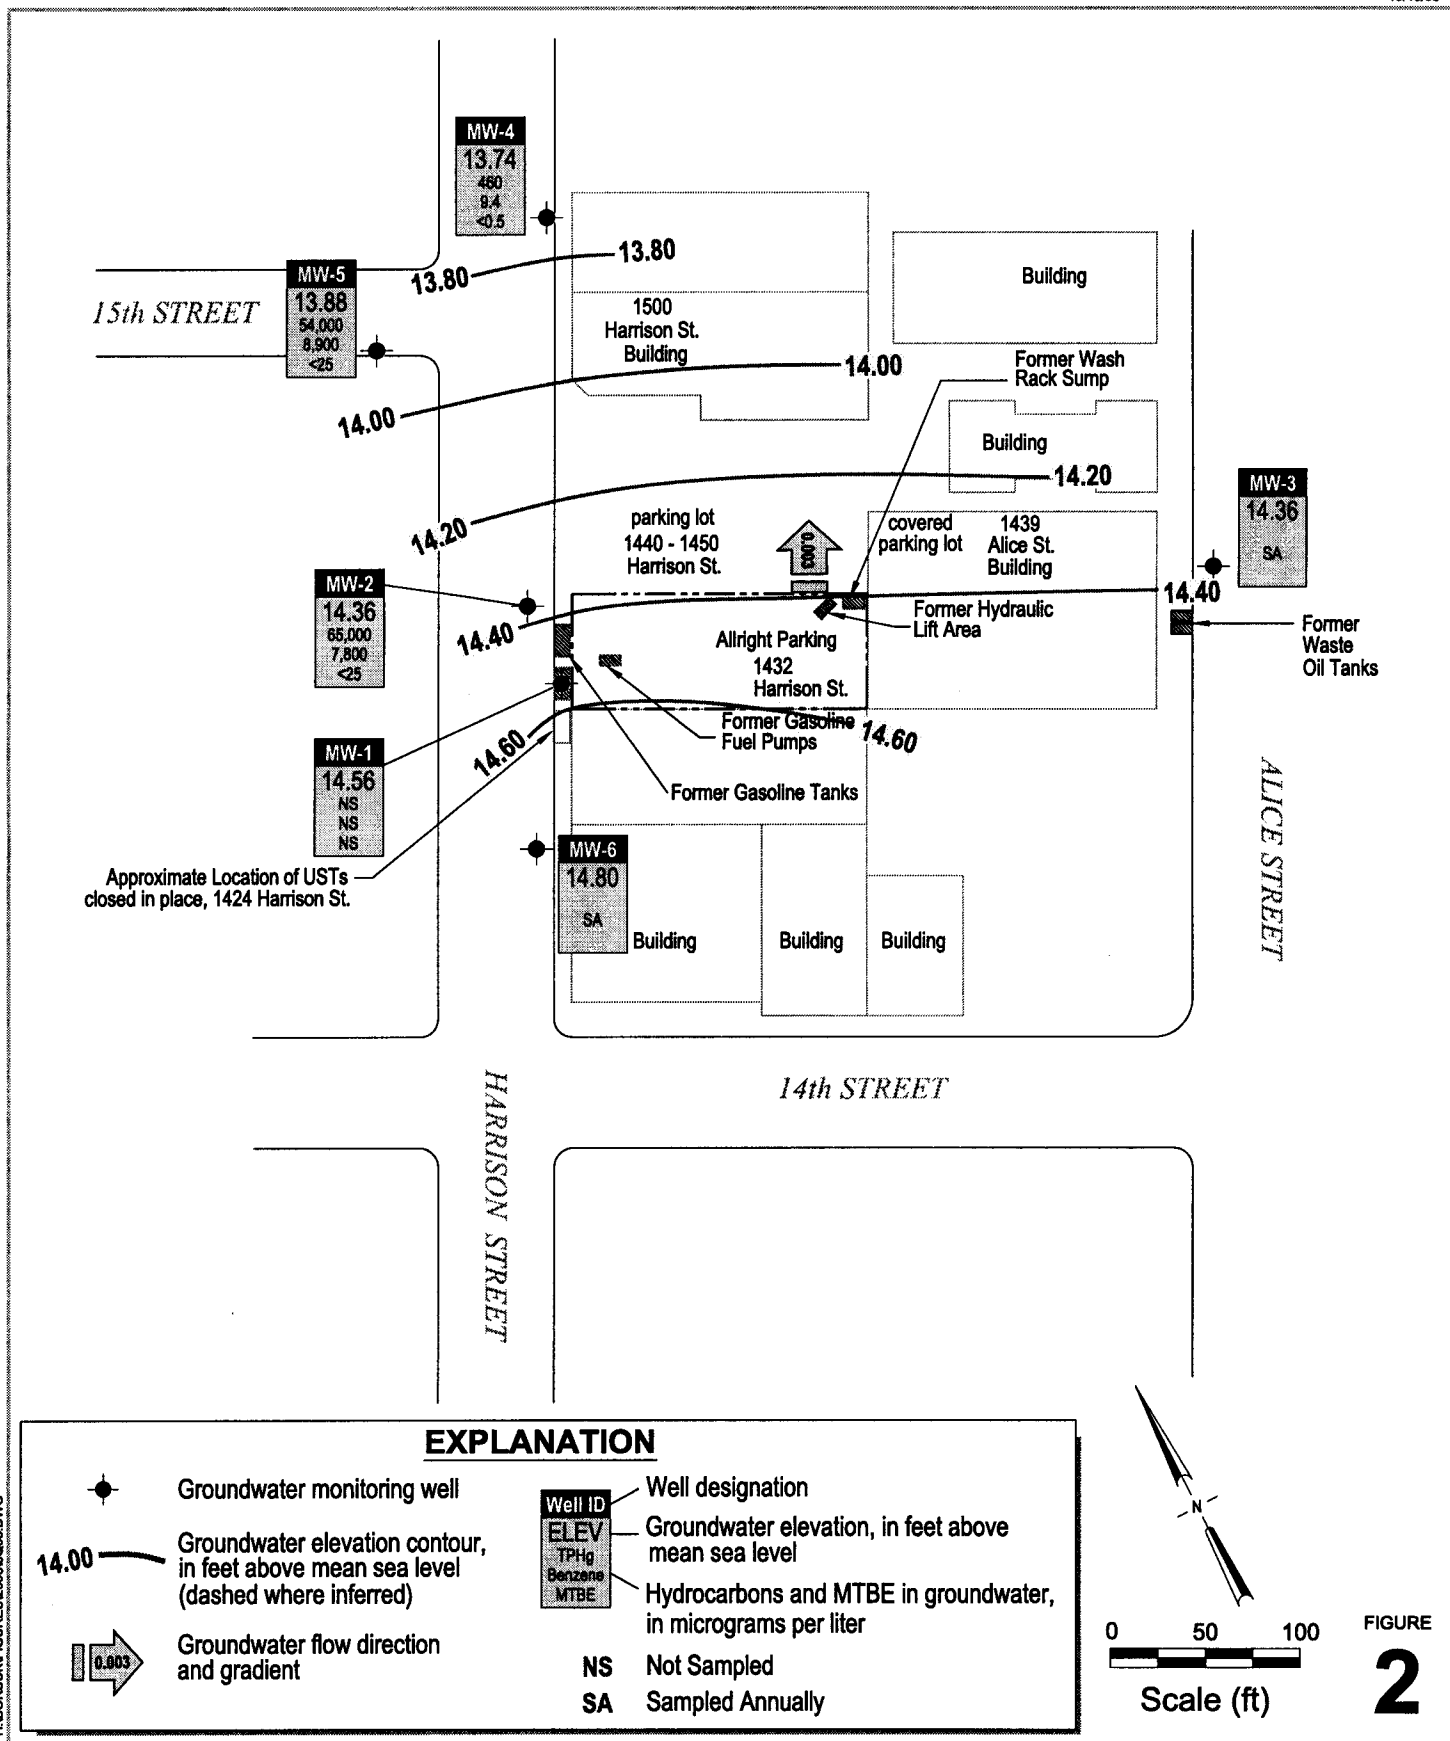 MW-4
13.74
460
9.4
<0.5
13.80
13.80
MW-5
13.88
54,000
8,900
<25
15th STREET
Building
1500
Harrison St.
Building
Former Wash
Rack Sump
14.00
14.00
Building
14.20
14.20
MW-3
14.36
SA
parking lot
1440 - 1450
Harrison St.
0.003
covered
parking lot
1439
Alice St.
Building
MW-2
14.36
65,000
7,800
<25
14.40
14.40
Former Hydraulic
Lift Area
Former
Waste
Oil Tanks
Allright Parking
1432
Harrison St.
Former Gasoline
Fuel Pumps
14.60
14.60
MW-1
14.56
NS
NS
NS
Former Gasoline Tanks
ALICE STREET
MW-6
14.80
SA
Approximate Location of USTs
closed in place, 1424 Harrison St.
Building
Building
Building
14th STREET
HARRISON STREET
EXPLANATION
Groundwater monitoring well
14.00
Groundwater elevation contour,
in feet above mean sea level
(dashed where inferred)
0.003
Groundwater flow direction
and gradient
Well ID
ELEV
TPHg
Benzene
MTBE
Well designation
Groundwater elevation, in feet above
mean sea level
Hydrocarbons and MTBE in groundwater,
in micrograms per liter
NS Not Sampled
SA Sampled Annually
N
0 50 100
Scale (ft)
FIGURE
2